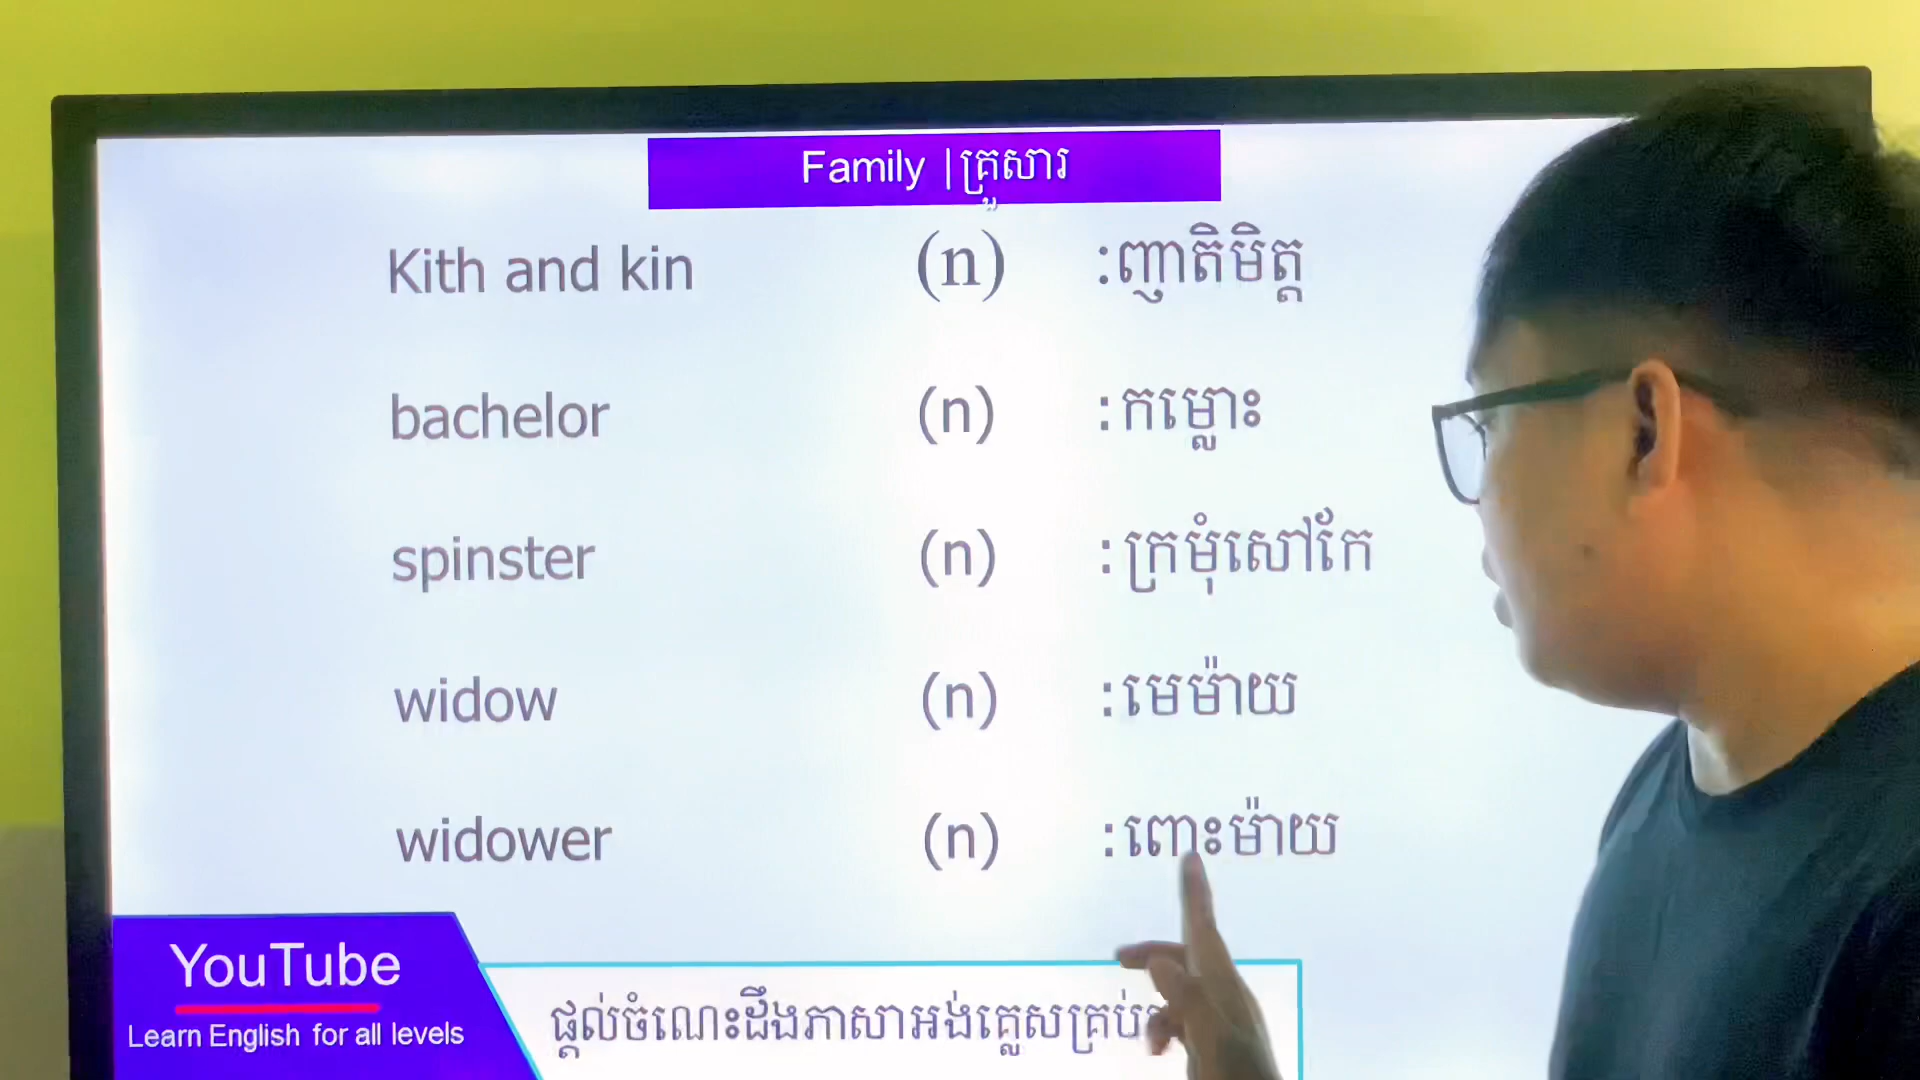 Family | គ្រួសារ
Kith and kin (n) :ញាតិមិត្ត
bachelor (n) :កម្លោះ
spinster (n) :ក្រមុំសៅកែ
widow (n) :មេម៉ាយ
widower (n) :ពោះម៉ាយ
YouTube
Learn English for all levels
ផ្តល់ចំណេះដឹងភាសាអង់គ្លេសគ្រប់